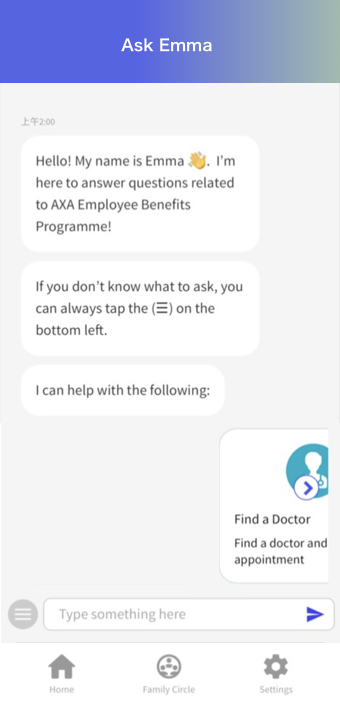 Ask Emma
上午2:00
Hello! My name is Emma 👋. I'm
here to answer questions related
to AXA Employee Benefits
Programme!
If you don't know what to ask, you
can always tap the (☰) on the
bottom left.
I can help with the following:
Find a Doctor
Find a doctor and
appointment
Type something here
Home
Family Circle
Settings